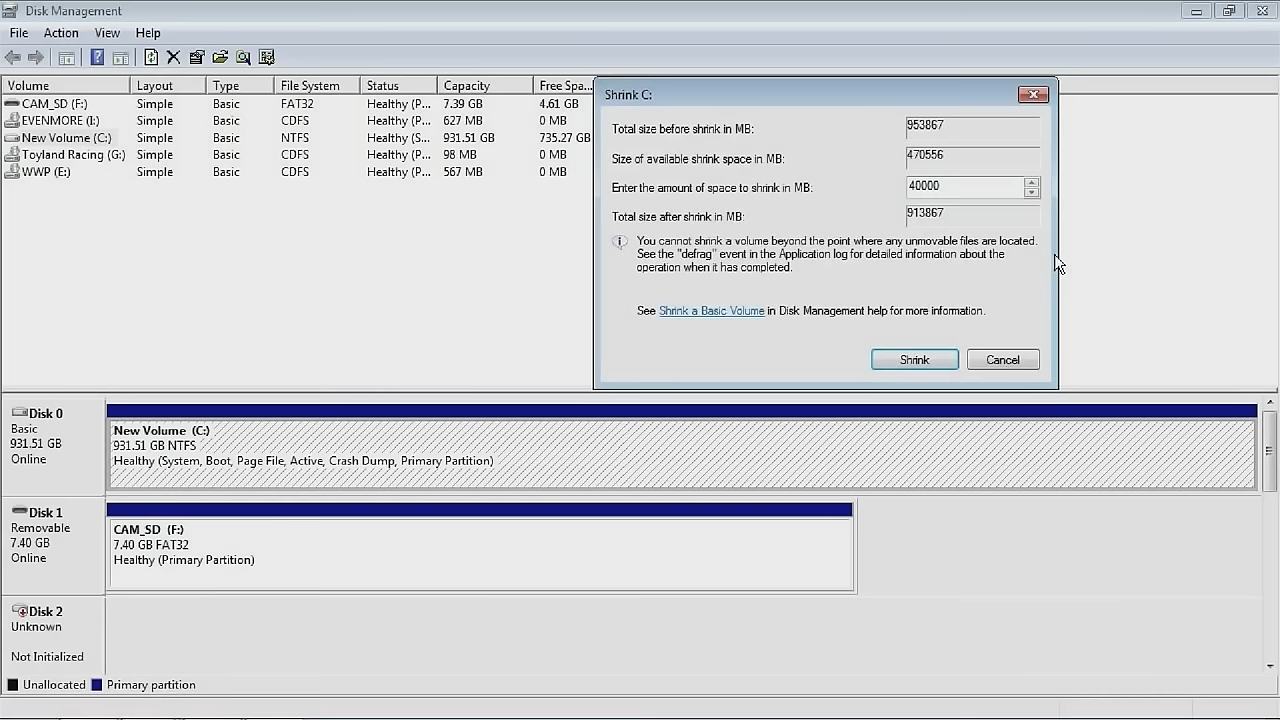 Disk Management
File Action View Help
Volume Layout Type File System Status Capacity Free Spa...
CAM_SD (F:) Simple Basic FAT32 Healthy (P... 7.39 GB 4.61 GB
EVENMORE (I:) Simple Basic CDFS Healthy (P... 627 MB 0 MB
New Volume (C:) Simple Basic NTFS Healthy (S... 931.51 GB 735.27 GB
Toyland Racing (G:) Simple Basic CDFS Healthy (P... 98 MB 0 MB
WWP (E:) Simple Basic CDFS Healthy (P... 567 MB 0 MB
Shrink C:
Total size before shrink in MB: 953867
Size of available shrink space in MB: 470556
Enter the amount of space to shrink in MB: 40000
Total size after shrink in MB: 913867
You cannot shrink a volume beyond the point where any unmovable files are located.
See the "defrag" event in the Application log for detailed information about the
operation when it has completed.
See Shrink a Basic Volume in Disk Management help for more information.
Shrink Cancel
Disk 0
Basic
931.51 GB
Online
New Volume (C:)
931.51 GB NTFS
Healthy (System, Boot, Page File, Active, Crash Dump, Primary Partition)
Disk 1
Removable
7.40 GB
Online
CAM_SD (F:)
7.40 GB FAT32
Healthy (Primary Partition)
Disk 2
Unknown
Not Initialized
Unallocated Primary partition